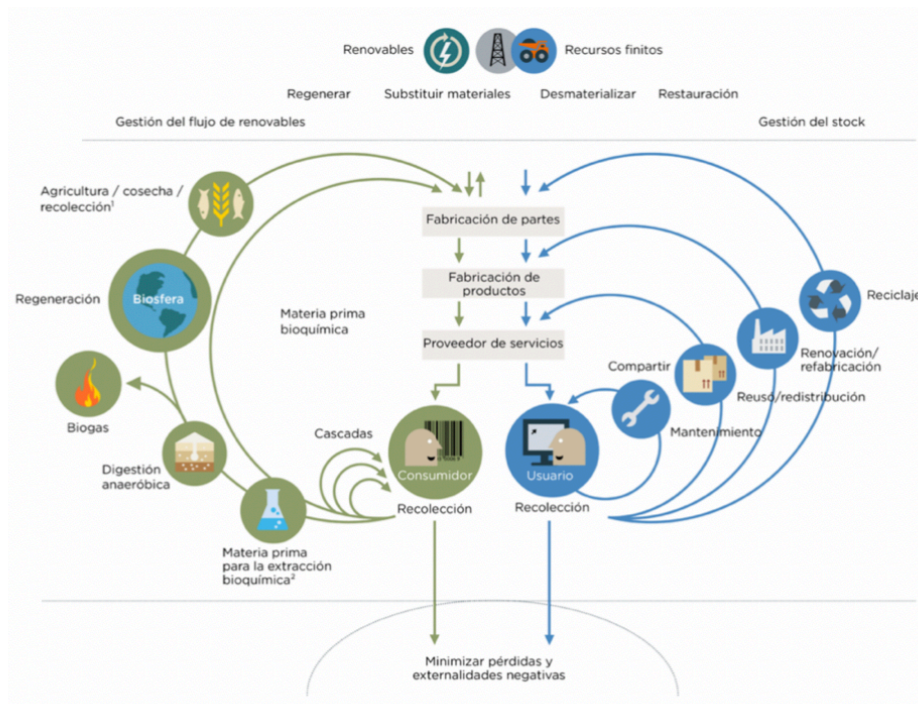 Renovables
Recursos finitos
Regenerar
Substituir materiales
Desmaterializar
Restauración
Gestión del flujo de renovables
Gestión del stock
Agricultura / cosecha /
recolección¹
Fabricación de partes
Regeneración
Biosfera
Fabricación de
productos
Reciclaje
Materia prima
bioquímica
Proveedor de servicios
Renovación/
refabricación
Compartir
Reuso/redistribución
Biogas
Cascadas
Mantenimiento
Digestión
anaeróbica
Consumidor
Usuario
Recolección
Recolección
Materia prima
para la extracción
bioquímica²
Minimizar pérdidas y
externalidades negativas